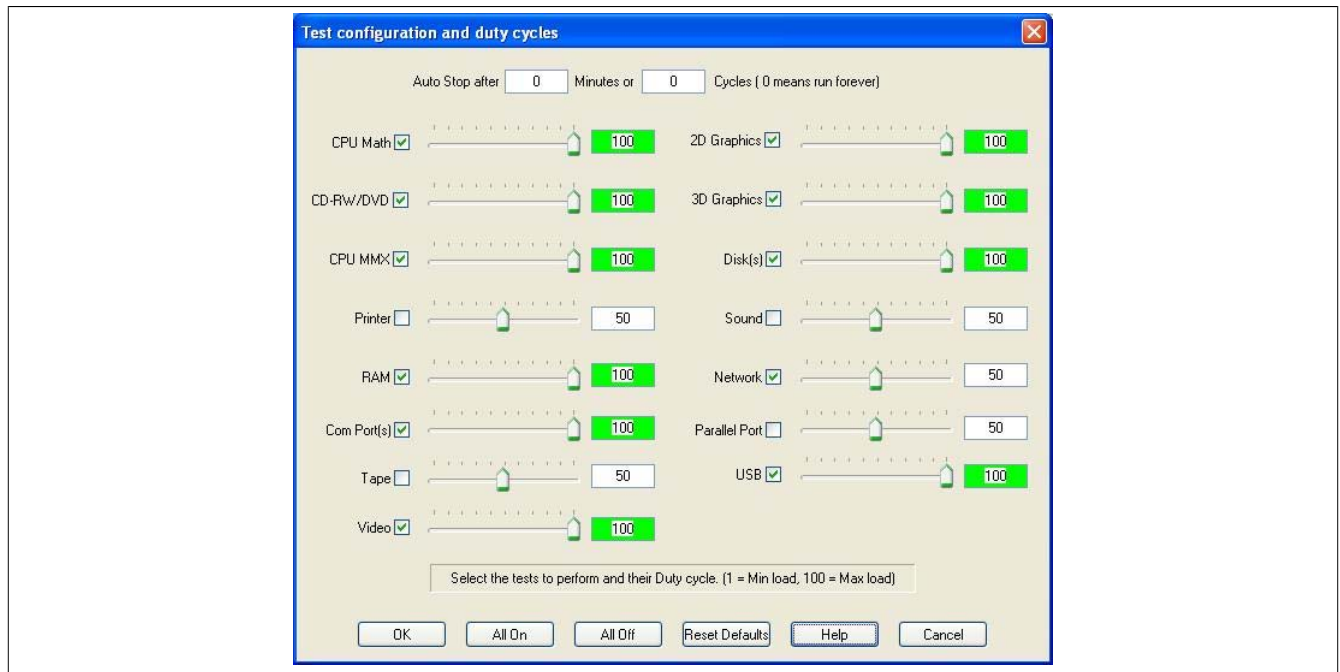 Test configuration and duty cycles
Auto Stop after 0 Minutes or 0 Cycles ( 0 means run forever)
CPU Math 100 2D Graphics 100
CD-RW/DVD 100 3D Graphics 100
CPU MMX 100 Disk(s) 100
Printer 50 Sound 50
RAM 100 Network 50
Com Port(s) 100 Parallel Port 50
Tape 50 USB 100
Video 100
Select the tests to perform and their Duty cycle. (1 = Min load, 100 = Max load)
OK All On All Off Reset Defaults Help Cancel